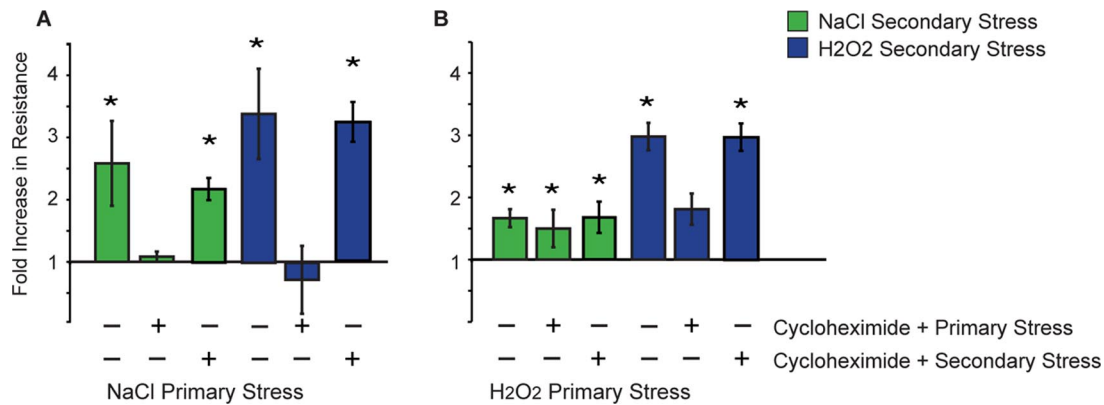 A
B
NaCl Secondary Stress
H2O2 Secondary Stress
Fold Increase in Resistance
4
3
2
1
* * * * 
4
3
2
1
* * * * *
− + − − + −
− + − − + − Cycloheximide + Primary Stress
− − + − − +
− − + − − + Cycloheximide + Secondary Stress
NaCl Primary Stress
H2O2 Primary Stress